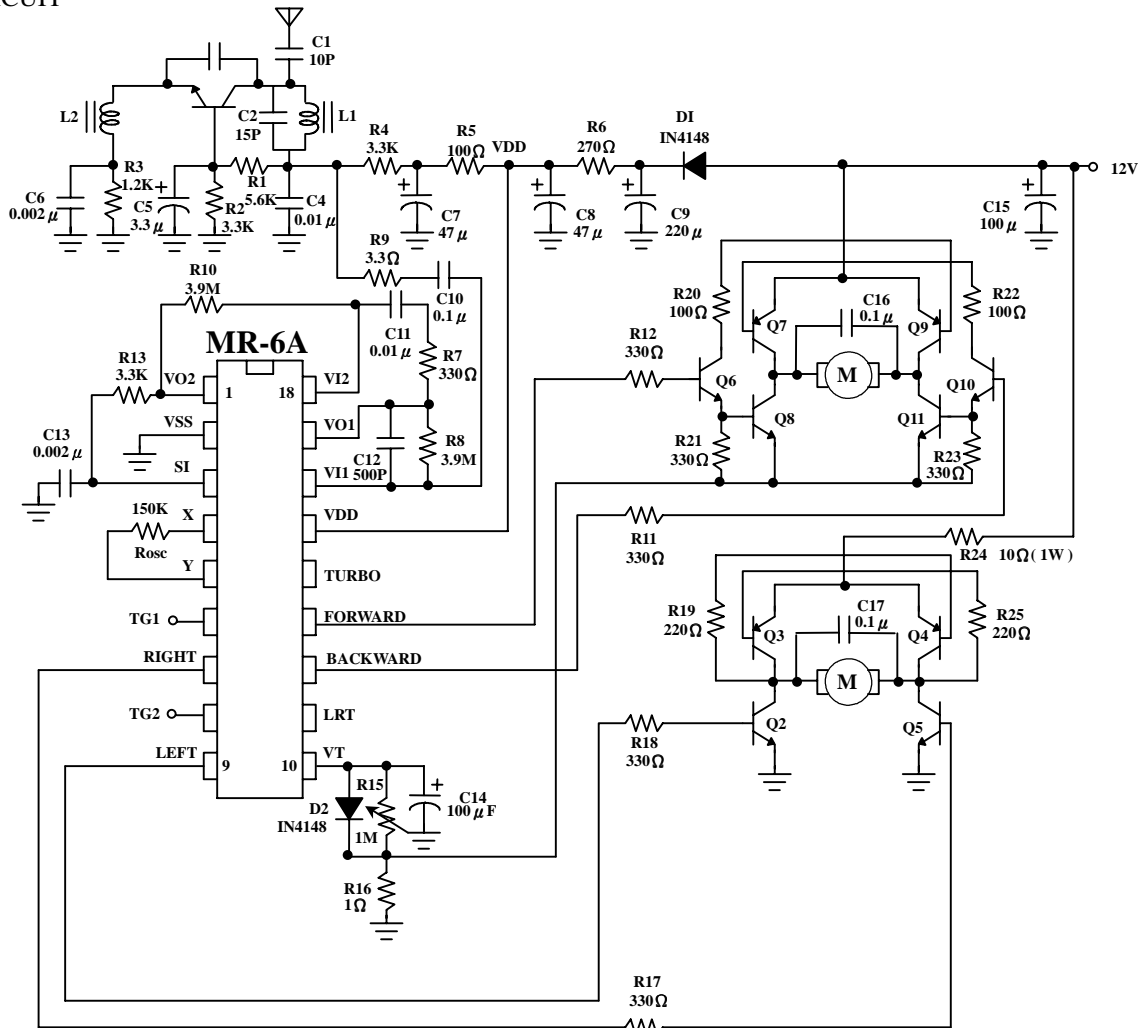 C1
10P
L2
C2
15P
L1
R3
1.2K
C6
0.002μ
C5
3.3μ
R2
3.3K
R1
5.6K
C4
0.01μ
R4
3.3K
R5
100Ω
VDD
R6
270Ω
DI
IN4148
12V
C7
47μ
C8
47μ
C9
220μ
C15
100μ
R9
3.3Ω
C10
0.1μ
R10
3.9M
C11
0.01μ
R7
330Ω
R13
3.3K
MR-6A
VO2
1
18
VI2
VSS
VO1
C13
0.002μ
SI
VI1
C12
500P
R8
3.9M
150K
X
VDD
Rosc
Y
TURBO
TG1
FORWARD
RIGHT
BACKWARD
TG2
LRT
LEFT
9
10
VT
R15
1M
D2
IN4148
C14
100μF
R16
1Ω
R20
100Ω
Q7
C16
0.1μ
Q9
R22
100Ω
R12
330Ω
Q6
M
Q10
Q8
Q11
R21
330Ω
R23
330Ω
R11
330Ω
R24
10Ω( 1W )
R19
220Ω
Q3
C17
0.1μ
Q4
R25
220Ω
M
Q2
Q5
R18
330Ω
R17
330Ω